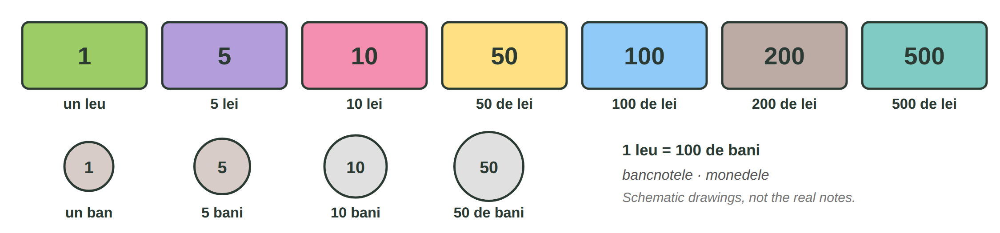 1 5 10 50 100 200 500
un leu 5 lei 10 lei 50 de lei 100 de lei 200 de lei 500 de lei
1 5 10 50
un ban 5 bani 10 bani 50 de bani
1 leu = 100 de bani
bancnotele · monedele
Schematic drawings, not the real notes.